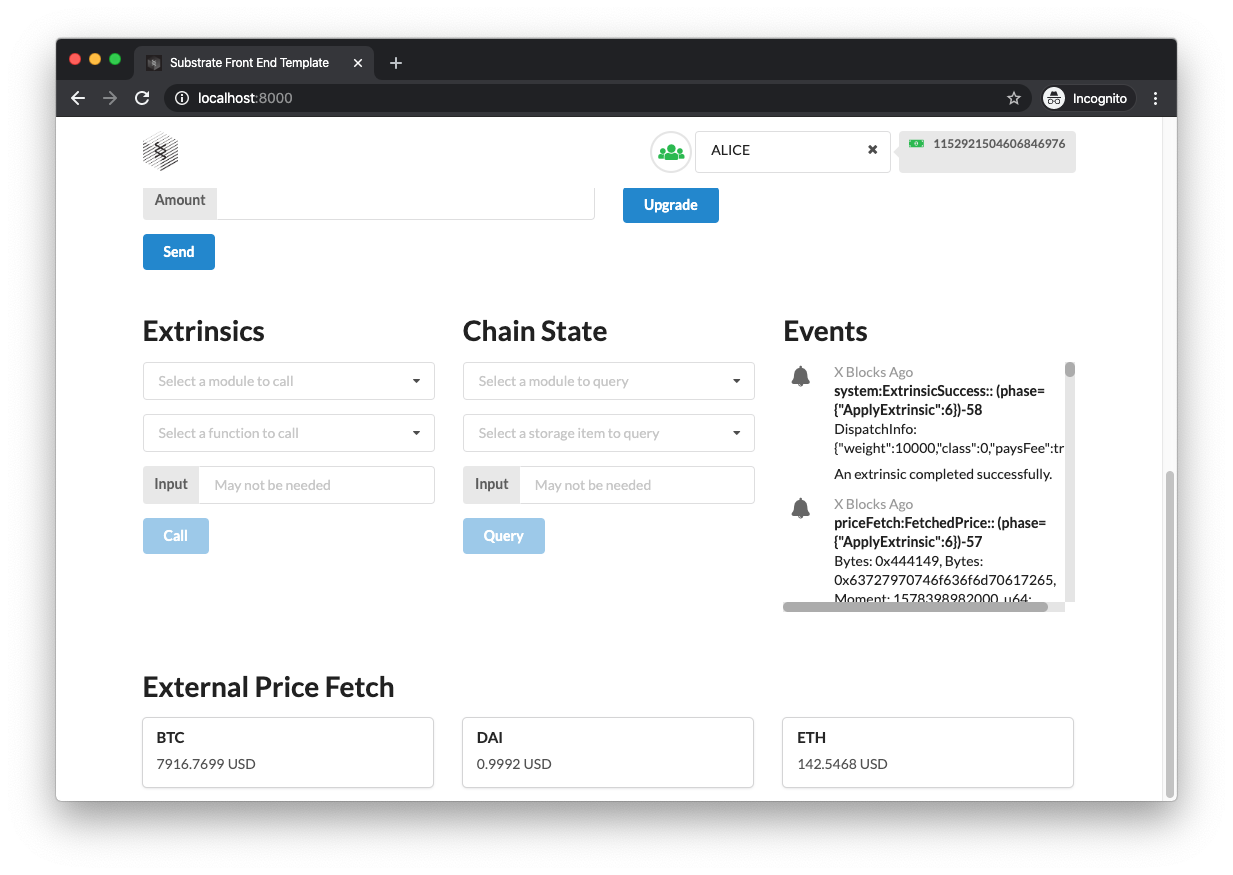 Substrate Front End Template
localhost:8000
Incognito
ALICE
1152921504606846976
Amount
Upgrade
Send
Extrinsics
Select a module to call
Select a function to call
Input May not be needed
Call
Chain State
Select a module to query
Select a storage item to query
Input May not be needed
Query
Events
X Blocks Ago
system:ExtrinsicSuccess:: (phase=
{"ApplyExtrinsic":6})-58
DispatchInfo:
{"weight":10000,"class":0,"paysFee":tr
An extrinsic completed successfully.
X Blocks Ago
priceFetch:FetchedPrice:: (phase=
{"ApplyExtrinsic":6})-57
Bytes: 0x444149, Bytes:
0x63727970746f636f6d70617265,
Moment: 1578398982000, u64:
External Price Fetch
BTC
7916.7699 USD
DAI
0.9992 USD
ETH
142.5468 USD